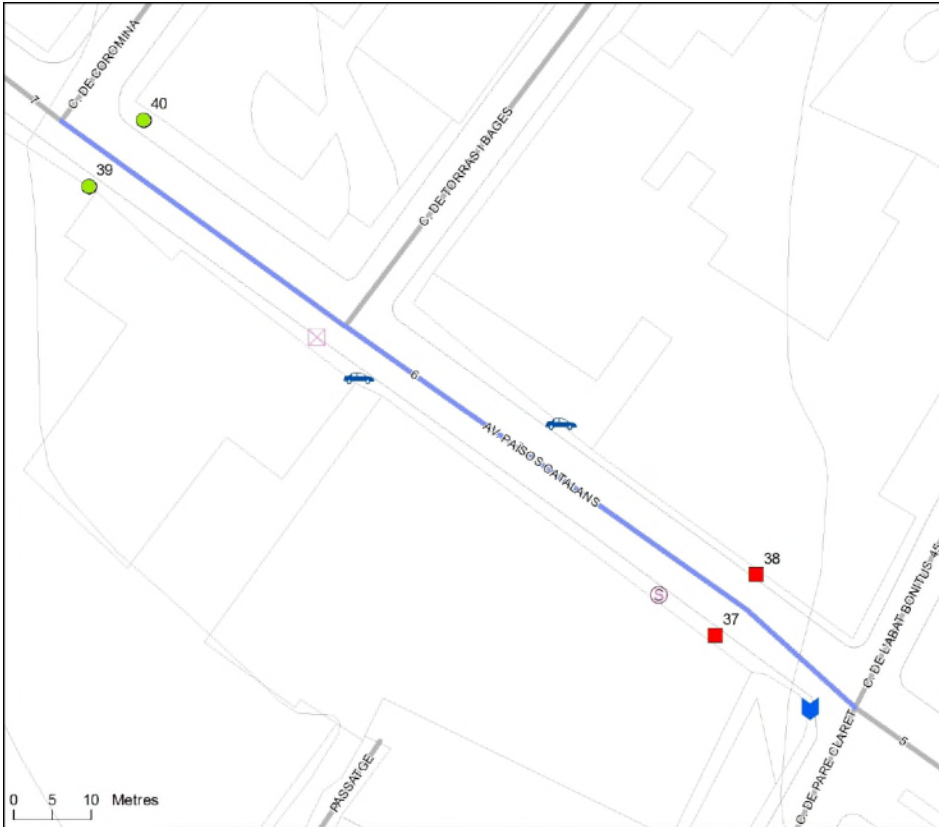 C. DE COROMINA
7
40
39
C. DE TORRAS I BAGES
6
AV. PAÏSOS CATALANS
38
S
37
C. DE L'ABAT BONITUS 45
5
C. DE PARE CLARET
PASSATGE
0 5 10 Metres